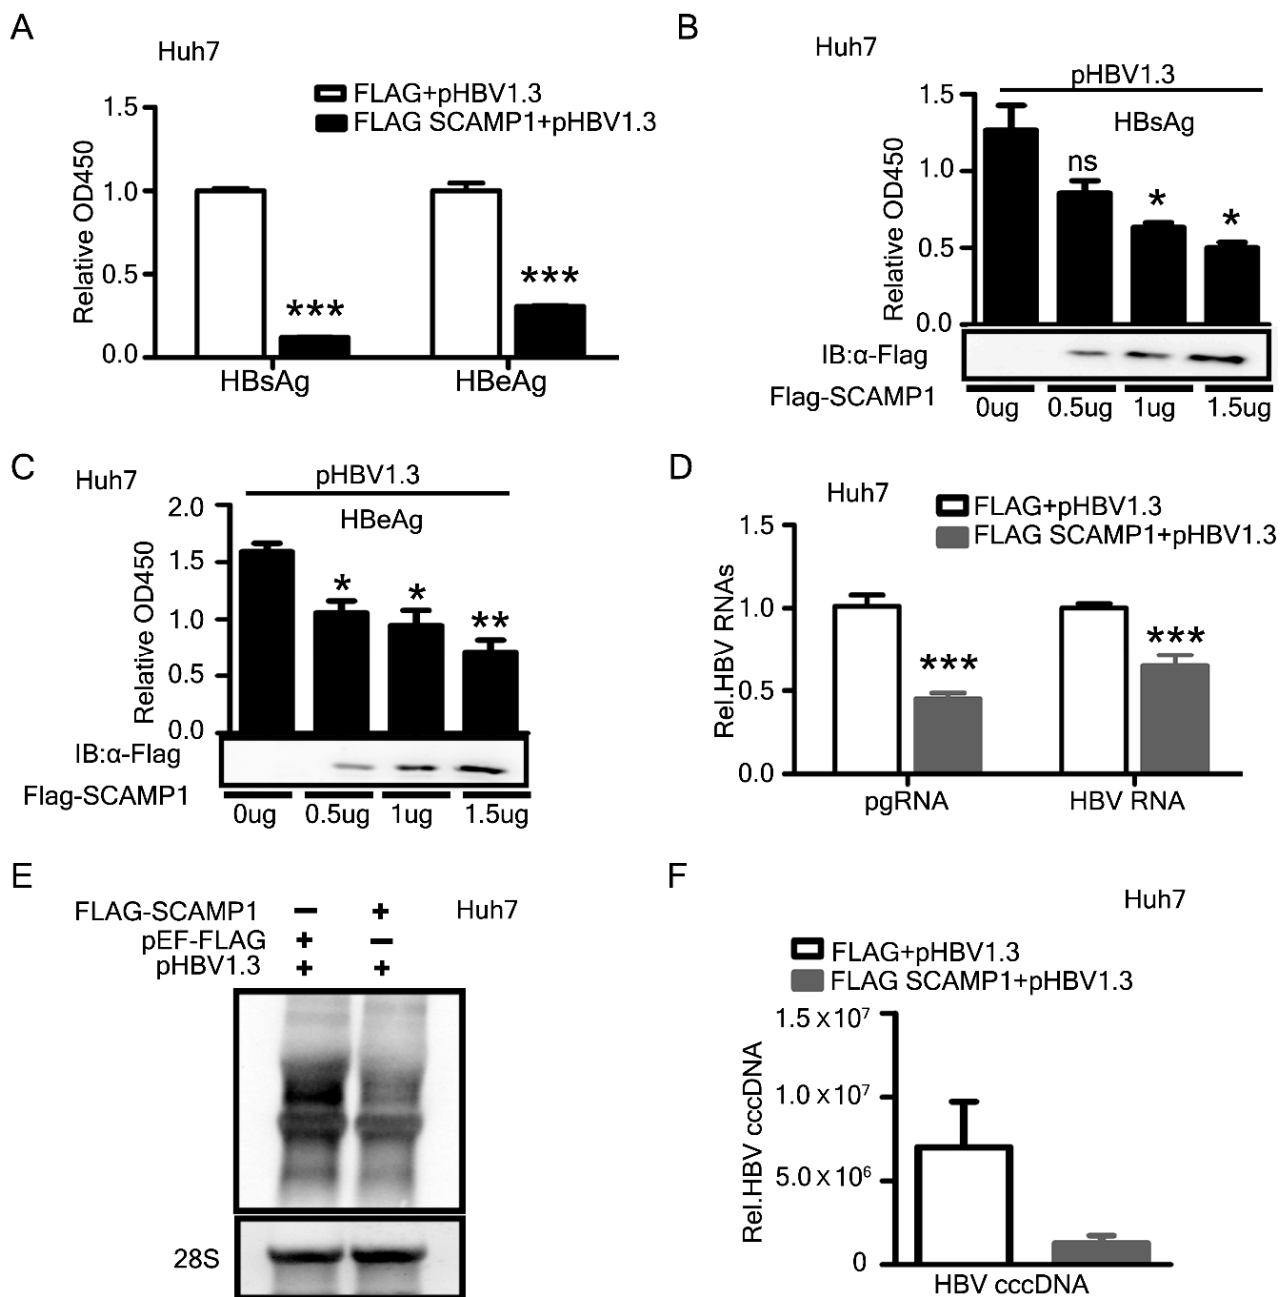 A
Huh7
FLAG+pHBV1.3
FLAG SCAMP1+pHBV1.3
Relative OD450
1.5
1.0
0.5
0.0
***
***
HBsAg
HBeAg
B
Huh7
pHBV1.3
HBsAg
Relative OD450
1.5
1.0
0.5
0.0
ns
*
*
IB:α-Flag
Flag-SCAMP1
0ug
0.5ug
1ug
1.5ug
C
Huh7
pHBV1.3
HBeAg
Relative OD450
2.0
1.5
1.0
0.5
0.0
*
*
**
IB:α-Flag
Flag-SCAMP1
0ug
0.5ug
1ug
1.5ug
D
Huh7
FLAG+pHBV1.3
FLAG SCAMP1+pHBV1.3
Rel.HBV RNAs
1.5
1.0
0.5
0.0
***
***
pgRNA
HBV RNA
E
FLAG-SCAMP1 − +
Huh7
pEF-FLAG + −
pHBV1.3 + +
28S
F
Huh7
FLAG+pHBV1.3
FLAG SCAMP1+pHBV1.3
Rel.HBV cccDNA
1.5×10⁷
1.0×10⁷
5.0×10⁶
0
HBV cccDNA